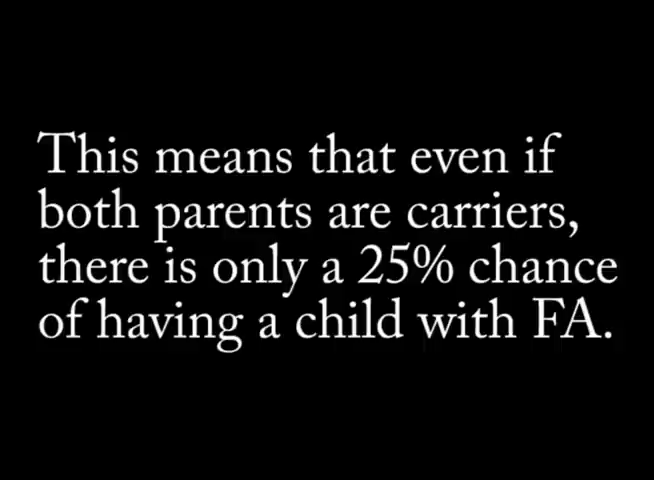 This means that even if
both parents are carriers,
there is only a 25% chance
of having a child with FA.